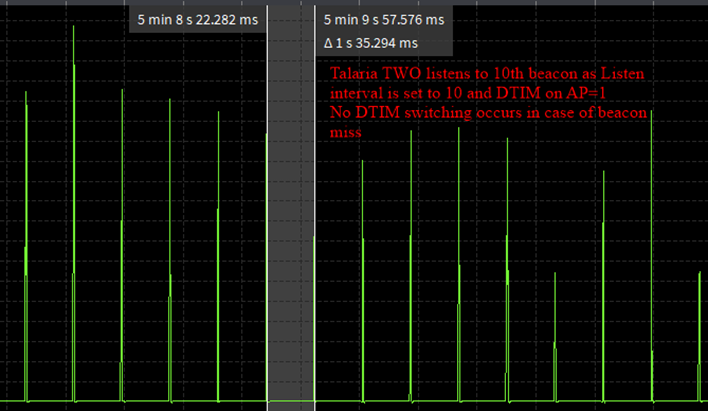 5 min 8 s 22.282 ms
5 min 9 s 57.576 ms
Δ 1 s 35.294 ms
Talaria TWO listens to 10th beacon as Listen
interval is set to 10 and DTIM on AP=1
No DTIM switching occurs in case of beacon
miss